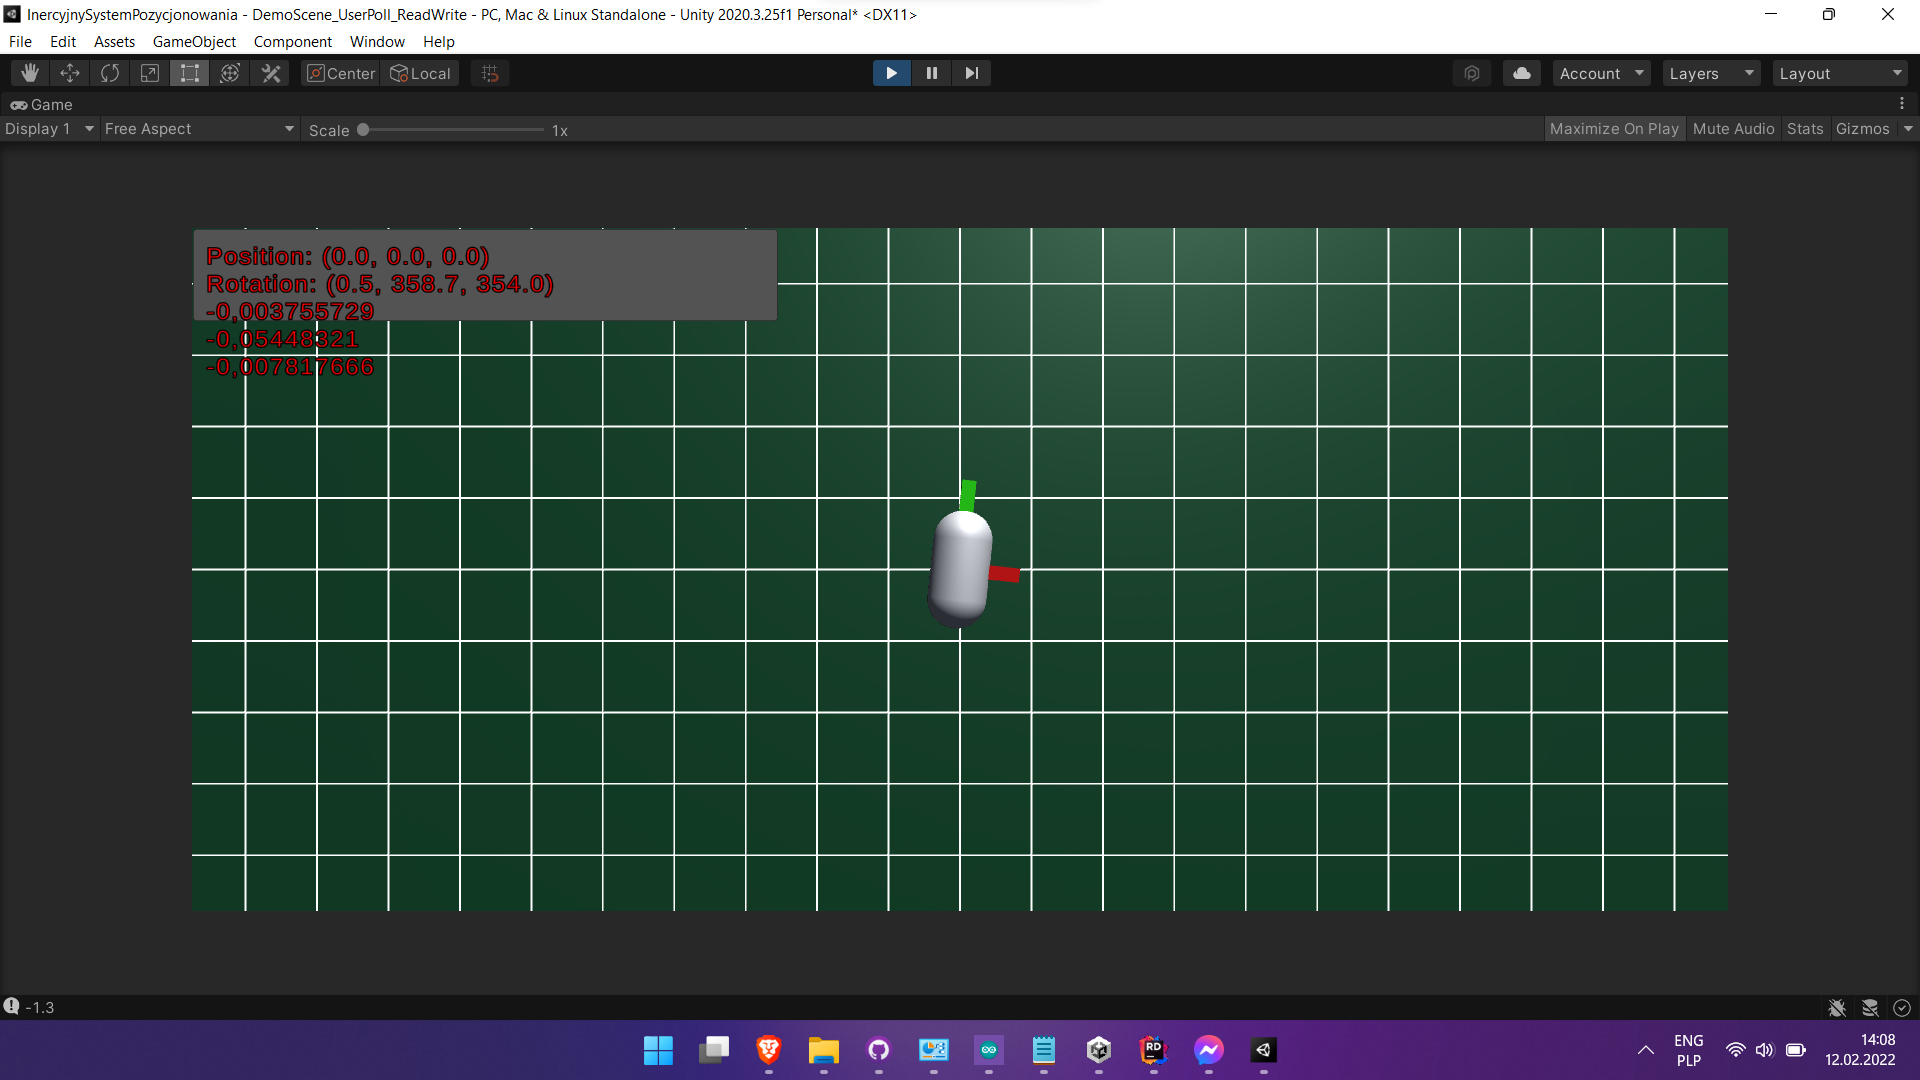 InercyjnySystemPozycjonowania - DemoScene_UserPoll_ReadWrite - PC, Mac & Linux Standalone - Unity 2020.3.25f1 Personal* <DX11>
File Edit Assets GameObject Component Window Help
Center Local Account Layers Layout
Game
Display 1 Free Aspect Scale 1x Maximize On Play Mute Audio Stats Gizmos
Position: (0.0, 0.0, 0.0)
Rotation: (0.5, 358.7, 354.0)
-0,003755729
-0,05448321
-0,007817666
-1.3
RD
ENG
PLP
14:08
12.02.2022